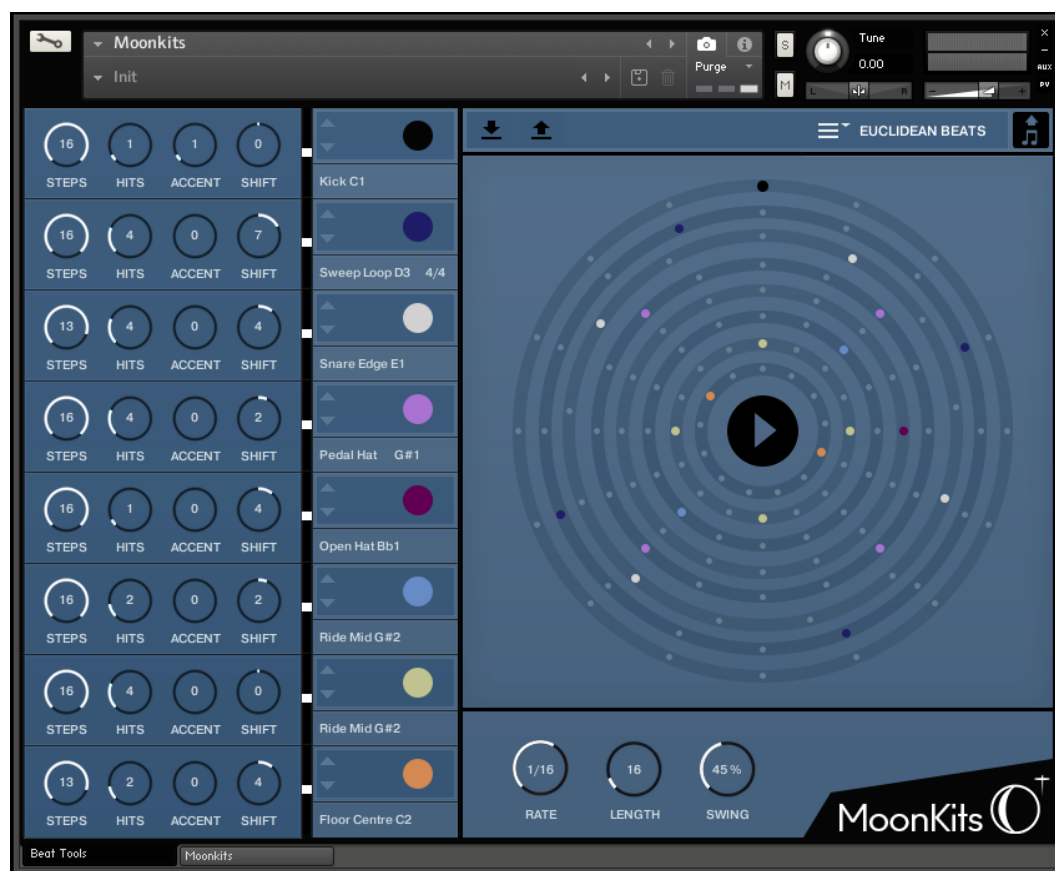 Moonkits
Init
Purge
S
M
Tune
0.00
L R
- +
×
–
AUX
PV
16 1 1 0
STEPS HITS ACCENT SHIFT
Kick C1
16 4 0 7
STEPS HITS ACCENT SHIFT
Sweep Loop D3 4/4
13 4 0 4
STEPS HITS ACCENT SHIFT
Snare Edge E1
16 4 0 2
STEPS HITS ACCENT SHIFT
Pedal Hat G#1
16 1 0 4
STEPS HITS ACCENT SHIFT
Open Hat Bb1
16 2 0 2
STEPS HITS ACCENT SHIFT
Ride Mid G#2
16 4 0 0
STEPS HITS ACCENT SHIFT
Ride Mid G#2
13 2 0 4
STEPS HITS ACCENT SHIFT
Floor Centre C2
EUCLIDEAN BEATS
1/16 16 45 %
RATE LENGTH SWING
MoonKits
Beat Tools
Moonkits